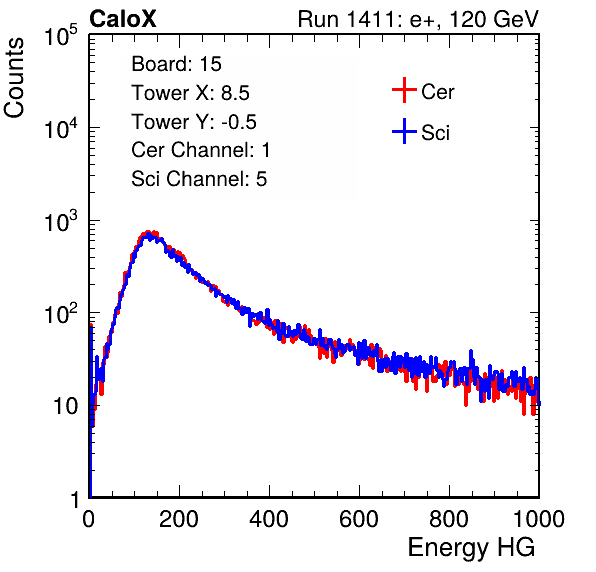 CaloX Run 1411: e+, 120 GeV
Counts
10^5
10^4
10^3
10^2
10
1
Board: 15
Tower X: 8.5
Tower Y: -0.5
Cer Channel: 1
Sci Channel: 5
Cer
Sci
0 200 400 600 800 1000
Energy HG